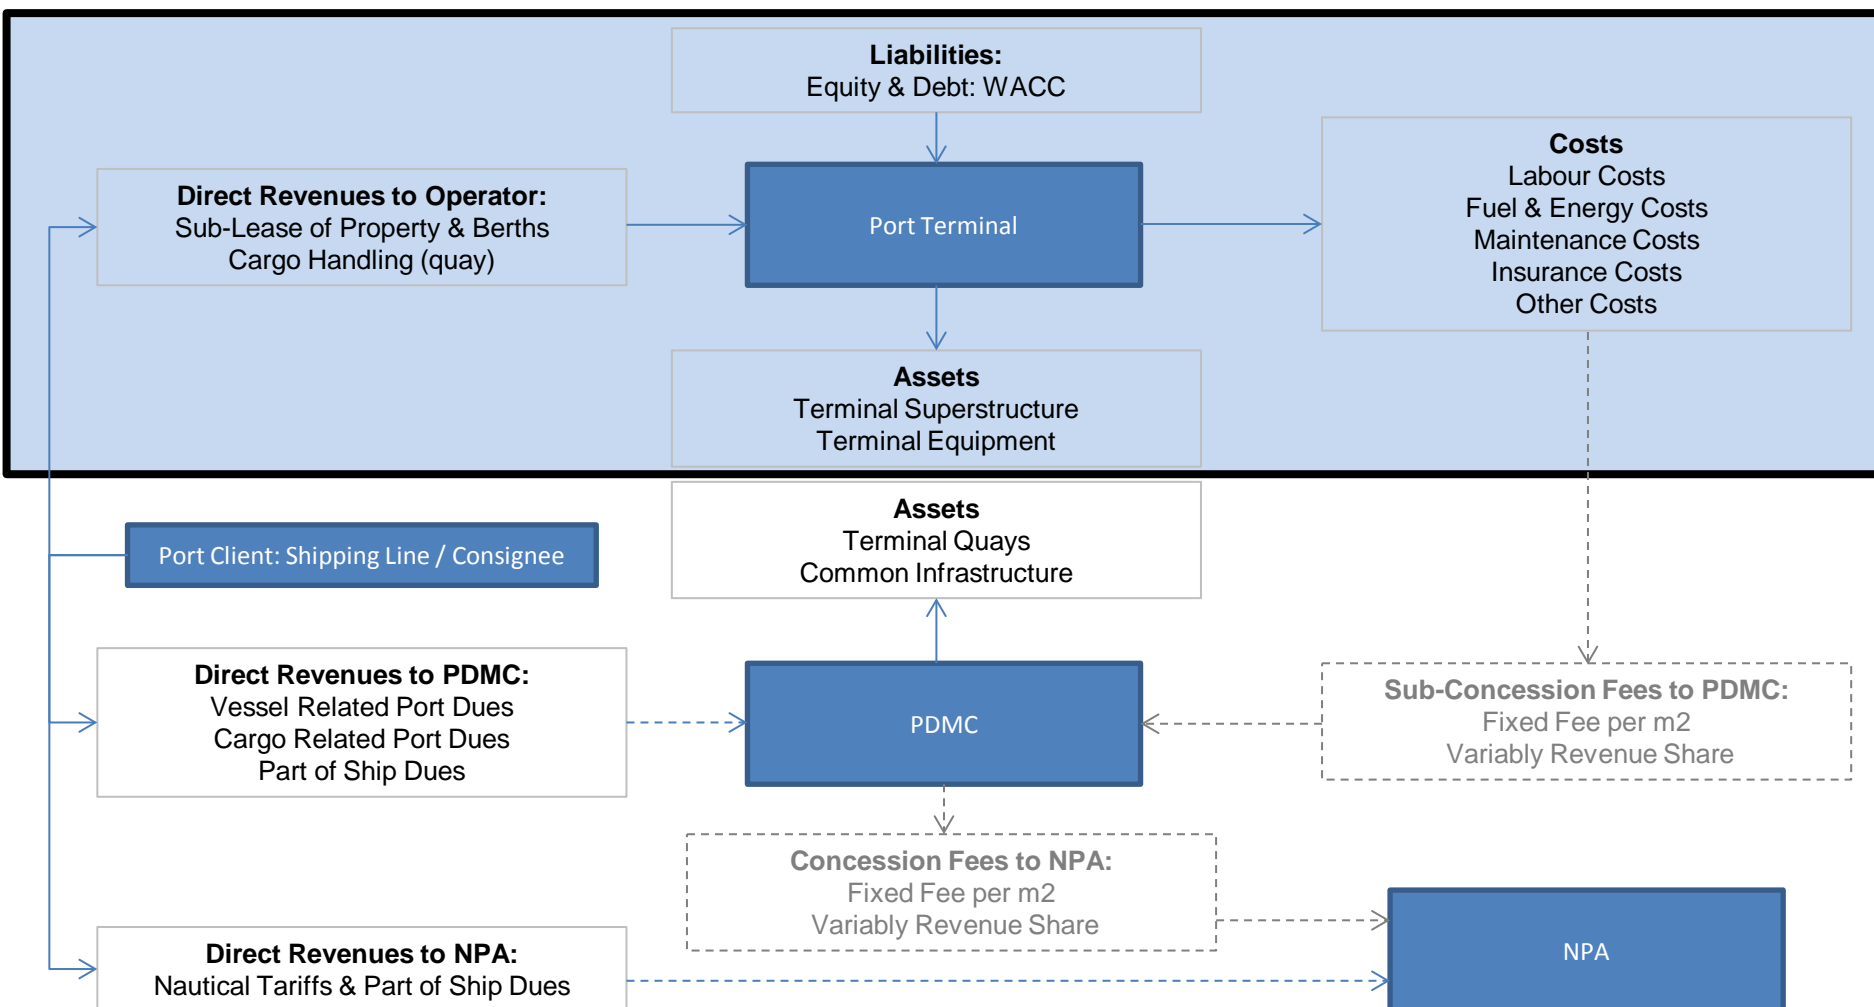 Liabilities:
Equity & Debt: WACC
Direct Revenues to Operator:
Sub-Lease of Property & Berths
Cargo Handling (quay)
Port Terminal
Costs
Labour Costs
Fuel & Energy Costs
Maintenance Costs
Insurance Costs
Other Costs
Assets
Terminal Superstructure
Terminal Equipment
Assets
Terminal Quays
Common Infrastructure
Port Client: Shipping Line / Consignee
Direct Revenues to PDMC:
Vessel Related Port Dues
Cargo Related Port Dues
Part of Ship Dues
PDMC
Sub-Concession Fees to PDMC:
Fixed Fee per m2
Variably Revenue Share
Concession Fees to NPA:
Fixed Fee per m2
Variably Revenue Share
Direct Revenues to NPA:
Nautical Tariffs & Part of Ship Dues
NPA